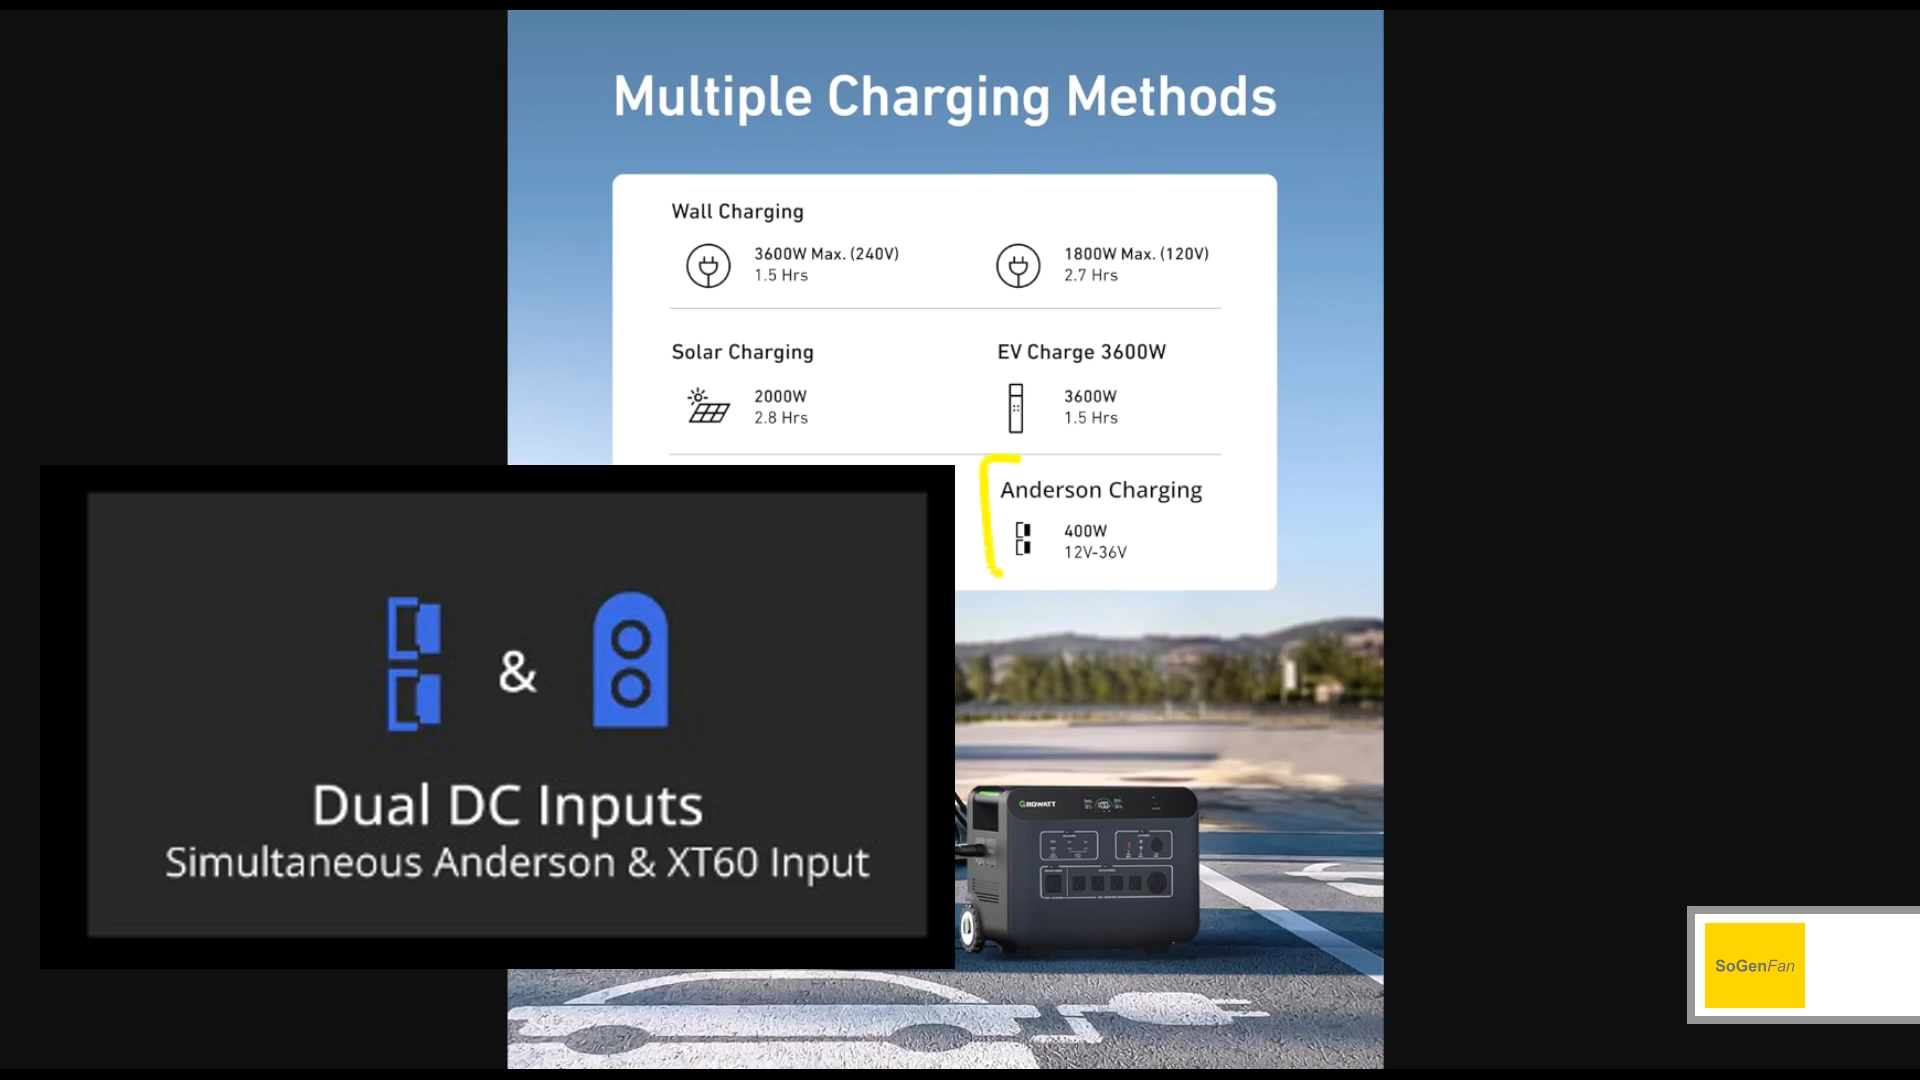 Multiple Charging Methods
Wall Charging
3600W Max. (240V)
1.5 Hrs
1800W Max. (120V)
2.7 Hrs
Solar Charging
2000W
2.8 Hrs
EV Charge 3600W
3600W
1.5 Hrs
Anderson Charging
400W
12V-36V
&
Dual DC Inputs
Simultaneous Anderson & XT60 Input
GROWATT
100
SoGenFan